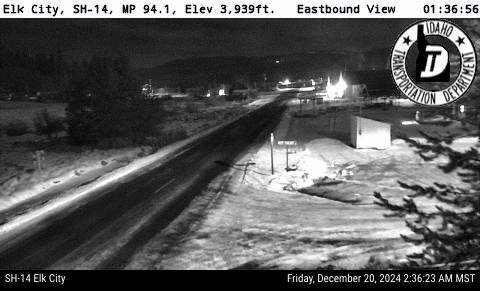 Elk City, SH-14, MP 94.1, Elev 3,939ft. Eastbound View 01:36:56
IDAHO
TRANSPORTATION DEPARTMENT
SH-14 Elk City Friday, December 20, 2024 2:36:23 AM MST